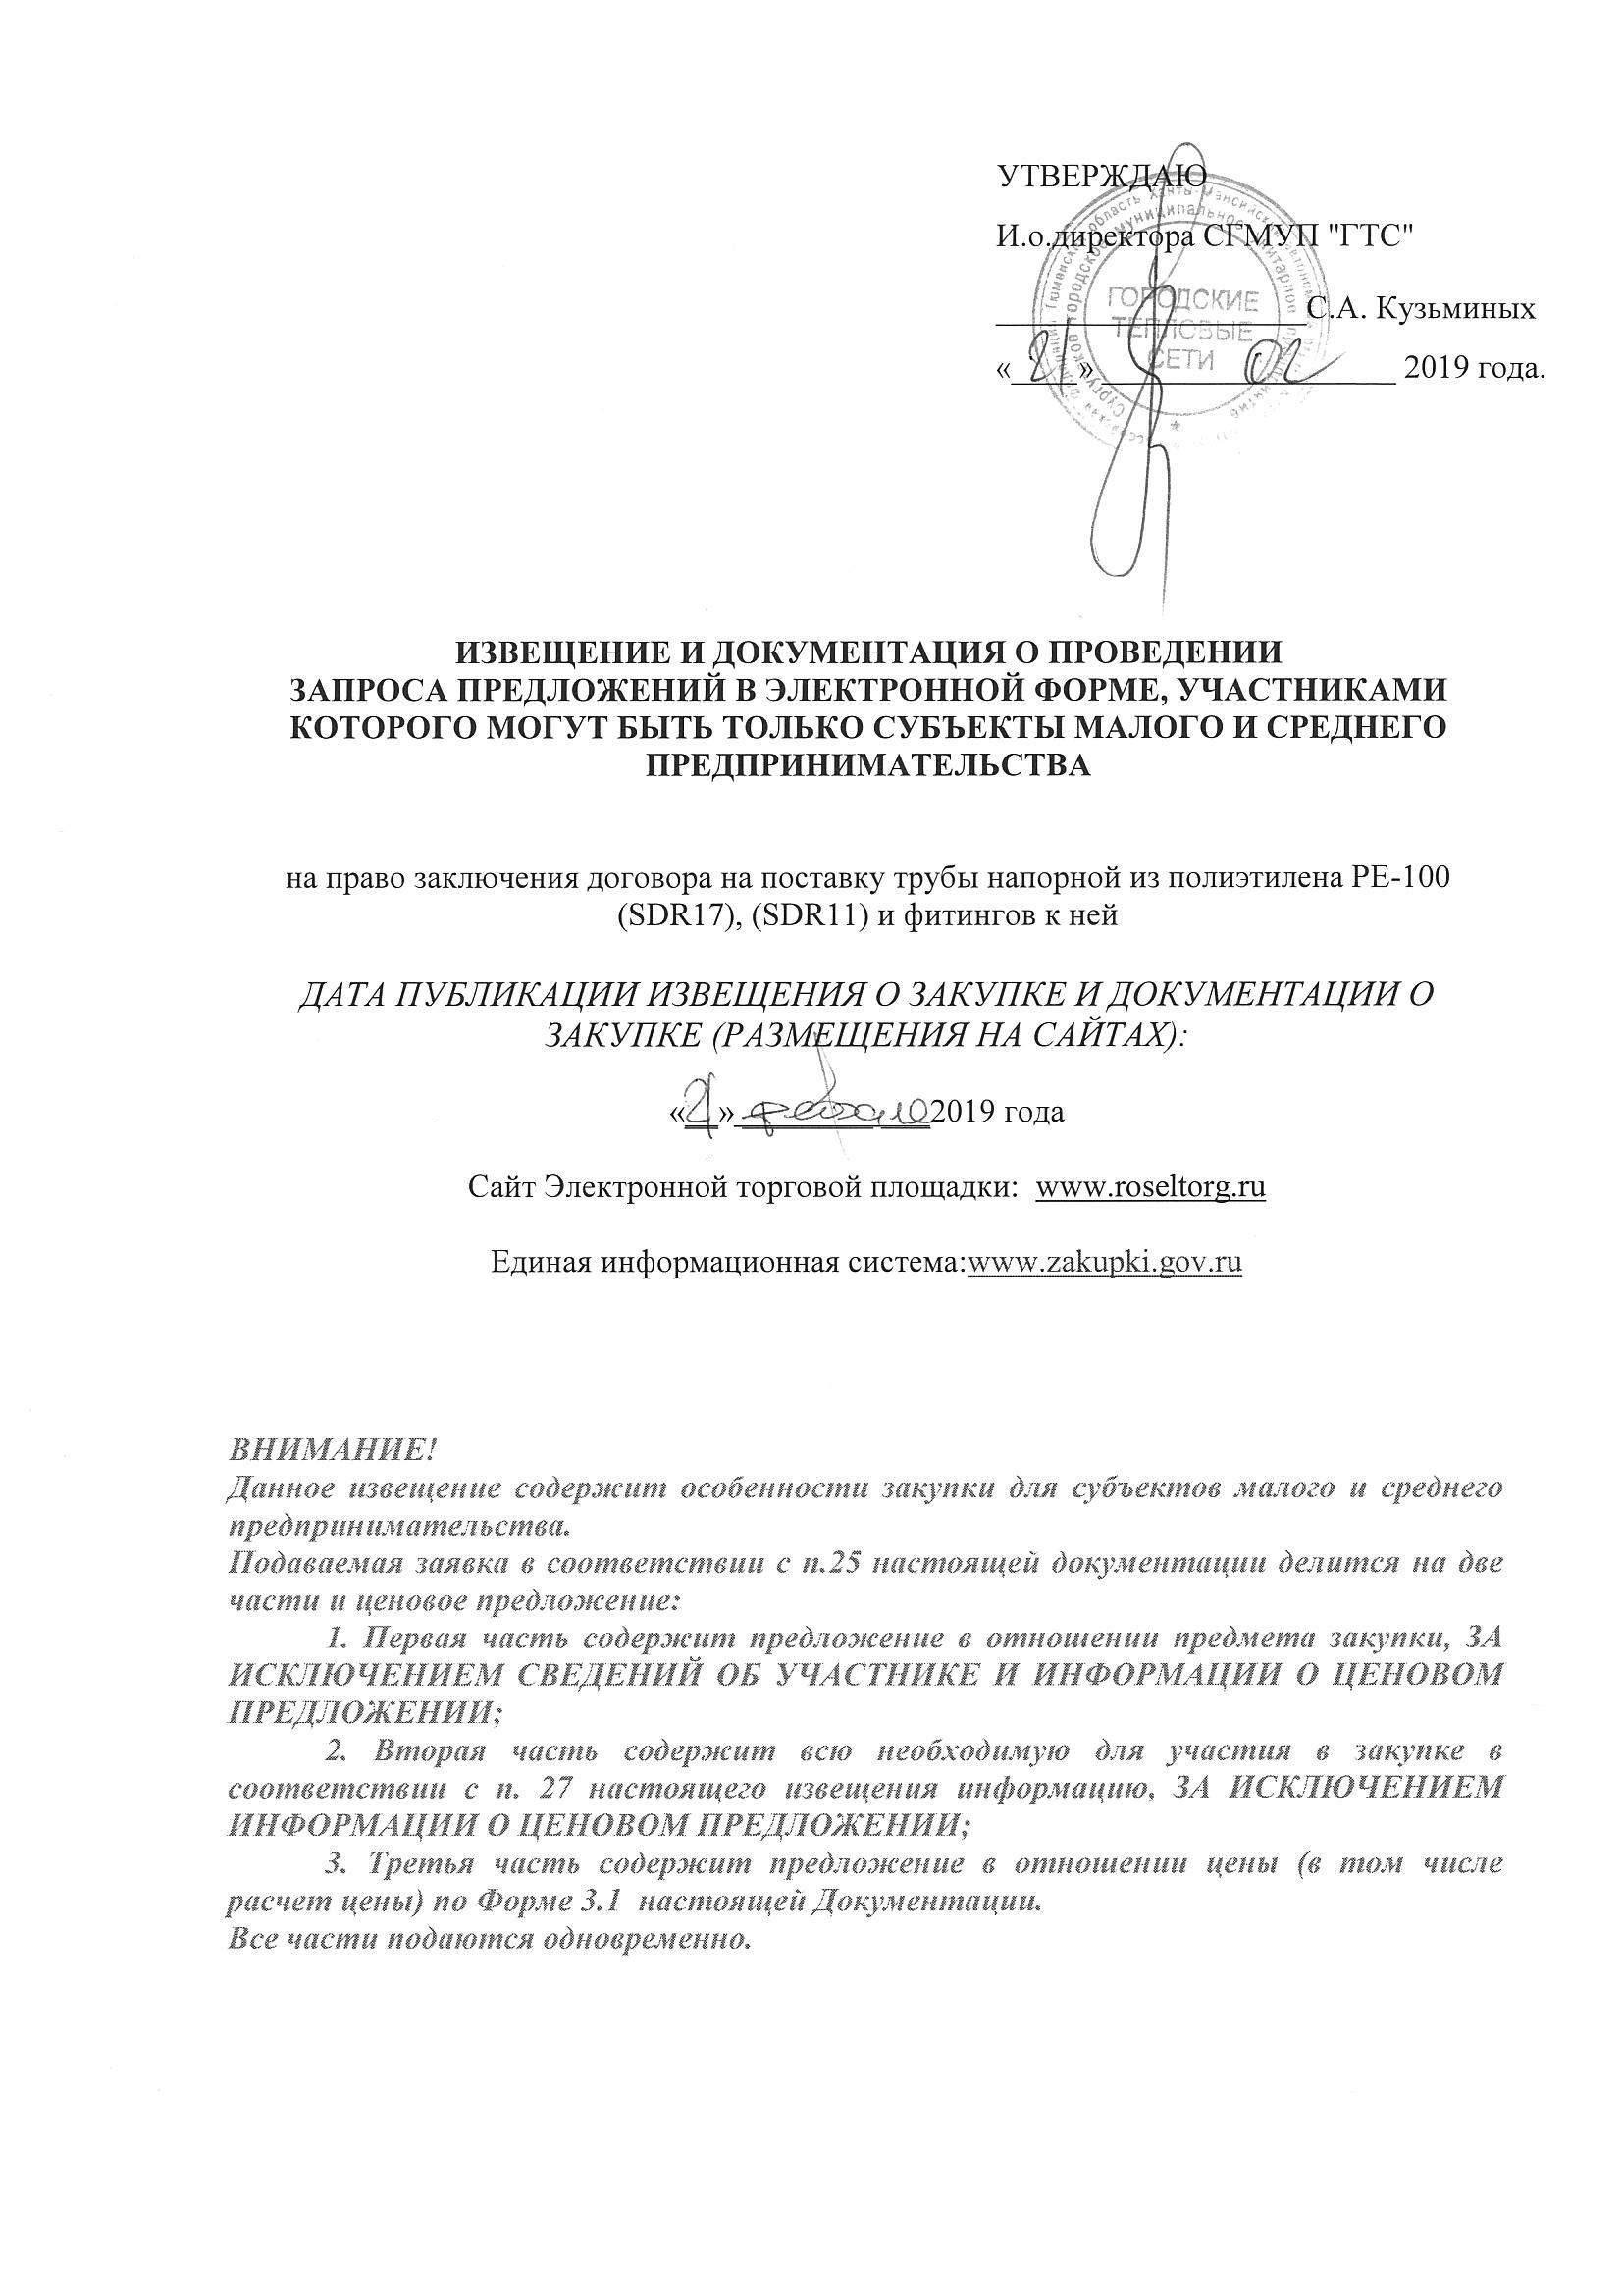 УТВЕРЖДАЮ
И.о.директора СГМУП "ГТС"
ГОРОДСКИЕ
ТЕПЛОВЫЕ
СЕТИ
С.А. Кузьминых
«21» 02 2019 года.
ИЗВЕЩЕНИЕ И ДОКУМЕНТАЦИЯ О ПРОВЕДЕНИИ
ЗАПРОСА ПРЕДЛОЖЕНИЙ В ЭЛЕКТРОННОЙ ФОРМЕ, УЧАСТНИКАМИ
КОТОРОГО МОГУТ БЫТЬ ТОЛЬКО СУБЪЕКТЫ МАЛОГО И СРЕДНЕГО
ПРЕДПРИНИМАТЕЛЬСТВА
на право заключения договора на поставку трубы напорной из полиэтилена PE-100
(SDR17), (SDR11) и фитингов к ней
ДАТА ПУБЛИКАЦИИ ИЗВЕЩЕНИЯ О ЗАКУПКЕ И ДОКУМЕНТАЦИИ О
ЗАКУПКЕ (РАЗМЕЩЕНИЯ НА САЙТАХ):
«21» февраля 2019 года
Сайт Электронной торговой площадки: www.roseltorg.ru
Единая информационная система:www.zakupki.gov.ru
ВНИМАНИЕ!
Данное извещение содержит особенности закупки для субъектов малого и среднего
предпринимательства.
Подаваемая заявка в соответствии с п.25 настоящей документации делится на две
части и ценовое предложение:
1. Первая часть содержит предложение в отношении предмета закупки, ЗА
ИСКЛЮЧЕНИЕМ СВЕДЕНИЙ ОБ УЧАСТНИКЕ И ИНФОРМАЦИИ О ЦЕНОВОМ
ПРЕДЛОЖЕНИИ;
2. Вторая часть содержит всю необходимую для участия в закупке в
соответствии с п. 27 настоящего извещения информацию, ЗА ИСКЛЮЧЕНИЕМ
ИНФОРМАЦИИ О ЦЕНОВОМ ПРЕДЛОЖЕНИИ;
3. Третья часть содержит предложение в отношении цены (в том числе
расчет цены) по Форме 3.1 настоящей Документации.
Все части подаются одновременно.